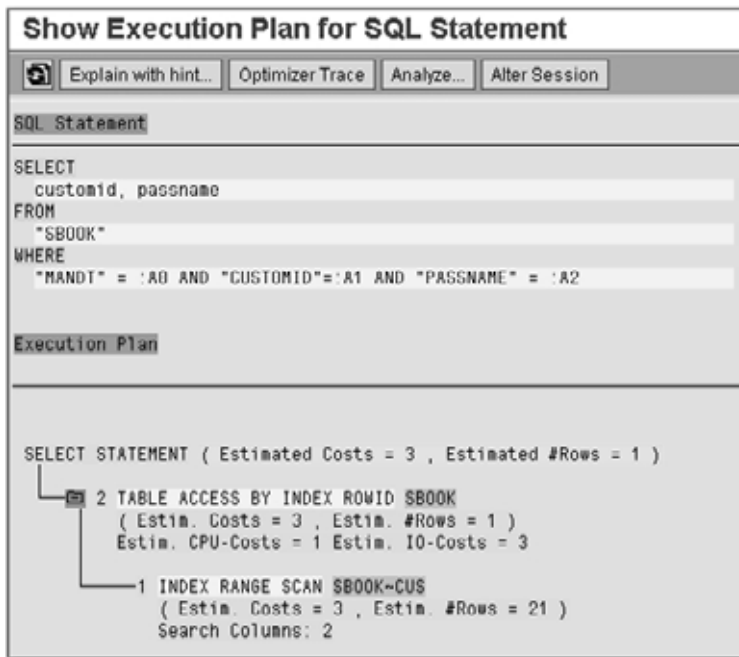 Show Execution Plan for SQL Statement
Explain with hint... Optimizer Trace Analyze... Alter Session
SQL Statement
SELECT
customid, passname
FROM
"SBOOK"
WHERE
"MANDT" = :A0 AND "CUSTOMID"=:A1 AND "PASSNAME" = :A2
Execution Plan
SELECT STATEMENT ( Estimated Costs = 3 , Estimated #Rows = 1 )
2 TABLE ACCESS BY INDEX ROWID SBOOK
( Estim. Costs = 3 , Estim. #Rows = 1 )
Estim. CPU-Costs = 1 Estim. IO-Costs = 3
1 INDEX RANGE SCAN SBOOK~CUS
( Estim. Costs = 3 , Estim. #Rows = 21 )
Search Columns: 2